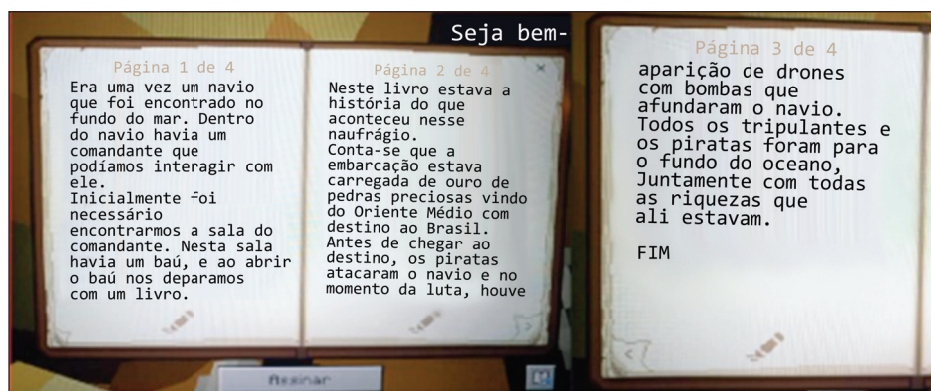 Seja bem-
Página 1 de 4
Era uma vez um navio
que foi encontrado no
fundo do mar. Dentro
do navio havia um
comandante que
podíamos interagir com
ele.
Inicialmente foi
necessário
encontrarmos a sala do
comandante. Nesta sala
havia um baú, e ao abrir
o baú nos deparamos
com um livro.
Página 2 de 4
Neste livro estava a
história do que
aconteceu nesse
naufrágio.
Conta-se que a
embarcação estava
carregada de ouro de
pedras preciosas vindo
do Oriente Médio com
destino ao Brasil.
Antes de chegar ao
destino, os piratas
atacaram o navio e no
momento da luta, houve
Página 3 de 4
aparição de drones
com bombas que
afundaram o navio.
Todos os tripulantes e
os piratas foram para
o fundo do oceano,
Juntamente com todas
as riquezas que
ali estavam.
FIM
Assinar